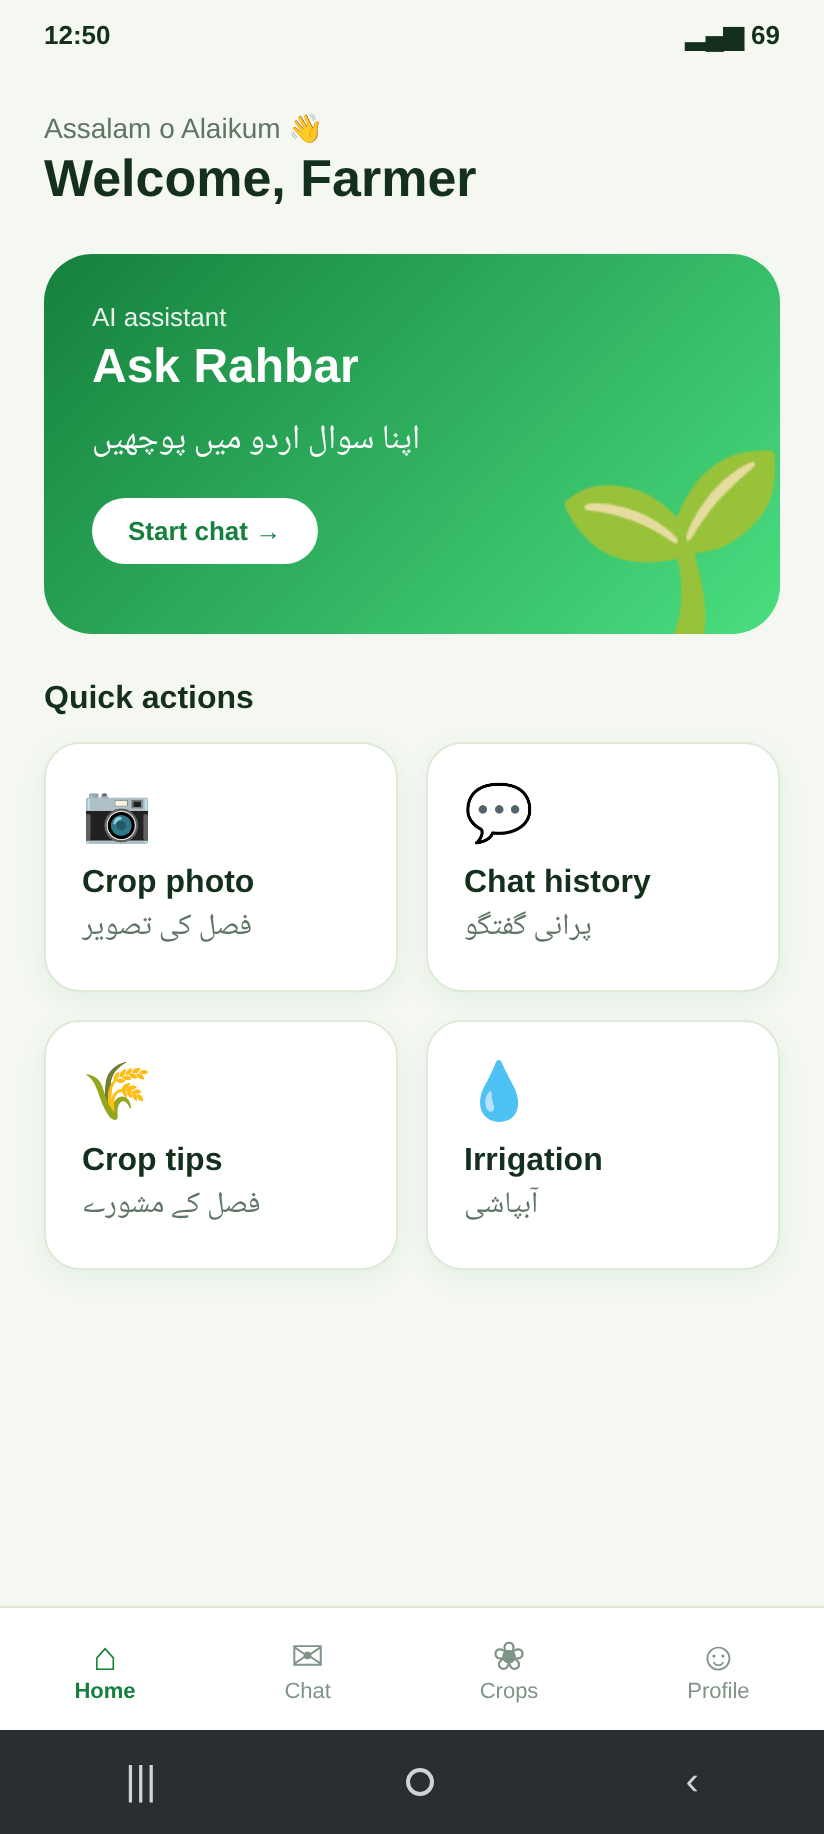 12:50
69
Assalam o Alaikum 👋
Welcome, Farmer
AI assistant
Ask Rahbar
اپنا سوال اردو میں پوچھیں
Start chat →
Quick actions
Crop photo
فصل کی تصویر
Chat history
پرانی گفتگو
Crop tips
فصل کے مشورے
Irrigation
آبپاشی
Home
Chat
Crops
Profile